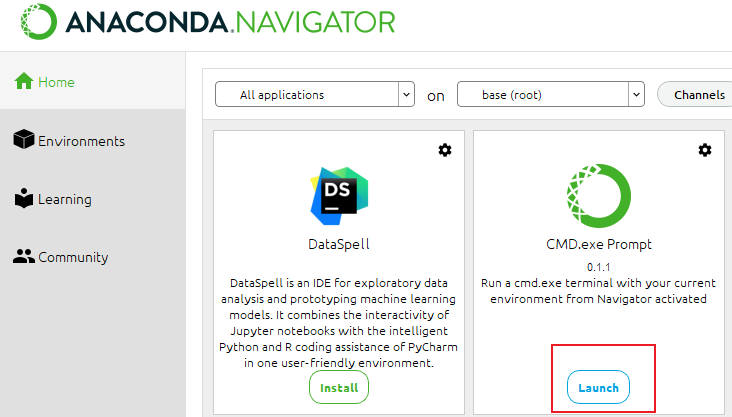 ANACONDA.NAVIGATOR
Home
All applications
on
base (root)
Channels
Environments
Learning
Community
DS
DataSpell
DataSpell is an IDE for exploratory data
analysis and prototyping machine learning
models. It combines the interactivity of
Jupyter notebooks with the intelligent
Python and R coding assistance of PyCharm
in one user-friendly environment.
Install
CMD.exe Prompt
0.1.1
Run a cmd.exe terminal with your current
environment from Navigator activated
Launch